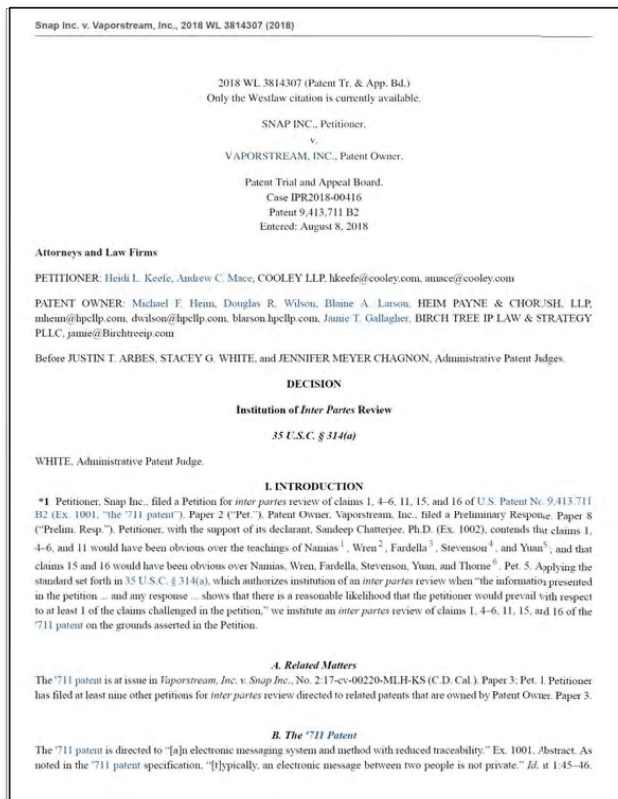 Snap Inc. v. Vaporstream, Inc., 2018 WL 3814307 (2018)
2018 WL 3814307 (Patent Tr. & App. Bd.)
Only the Westlaw citation is currently available.
SNAP INC., Petitioner,
v.
VAPORSTREAM, INC., Patent Owner.
Patent Trial and Appeal Board.
Case IPR2018-00416
Patent 9,413,711 B2
Entered: August 8, 2018
Attorneys and Law Firms
PETITIONER: Heidi L. Keefe, Andrew C. Mace, COOLEY LLP, hkeefe@cooley.com, amace@cooley.com
PATENT OWNER: Michael F. Heim, Douglas R. Wilson, Blaine A. Larson, HEIM PAYNE & CHORUSH, LLP,
mheim@hpcllp.com, dwilson@hpcllp.com, blarson.hpcllp.com, Jamie T. Gallagher, BIRCH TREE IP LAW & STRATEGY
PLLC, jamie@Birchtreeip.com
Before JUSTIN T. ARBES, STACEY G. WHITE, and JENNIFER MEYER CHAGNON, Administrative Patent Judges.
DECISION
Institution of Inter Partes Review
35 U.S.C. § 314(a)
WHITE, Administrative Patent Judge.
I. INTRODUCTION
*1 Petitioner, Snap Inc., filed a Petition for inter partes review of claims 1, 4–6, 11, 15, and 16 of U.S. Patent No. 9,413,711
B2 (Ex. 1001, “the '711 patent”). Paper 2 (“Pet.”). Patent Owner, Vaporstream, Inc., filed a Preliminary Response. Paper 8
(“Prelim. Resp.”). Petitioner, with the support of its declarant, Sandeep Chatterjee, Ph.D. (Ex. 1002), contends that claims 1,
4–6, and 11 would have been obvious over the teachings of Namias 1 , Wren 2 , Fardella 3 , Stevenson 4 , and Yuan 5 ; and that
claims 15 and 16 would have been obvious over Namias, Wren, Fardella, Stevenson, Yuan, and Thorne 6 . Pet. 5. Applying the
standard set forth in 35 U.S.C. § 314(a), which authorizes institution of an inter partes review when “the information presented
in the petition ... and any response ... shows that there is a reasonable likelihood that the petitioner would prevail with respect
to at least 1 of the claims challenged in the petition,” we institute an inter partes review of claims 1, 4–6, 11, 15, and 16 of the
'711 patent on the grounds asserted in the Petition.
A. Related Matters
The '711 patent is at issue in Vaporstream, Inc. v. Snap Inc., No. 2:17-cv-00220-MLH-KS (C.D. Cal.). Paper 3; Pet. 1. Petitioner
has filed at least nine other petitions for inter partes review directed to related patents that are owned by Patent Owner. Paper 3.
B. The '711 Patent
The '711 patent is directed to “[a]n electronic messaging system and method with reduced traceability.” Ex. 1001, Abstract. As
noted in the '711 patent specification, “[t]ypically, an electronic message between two people is not private.” Id. at 1:45–46.